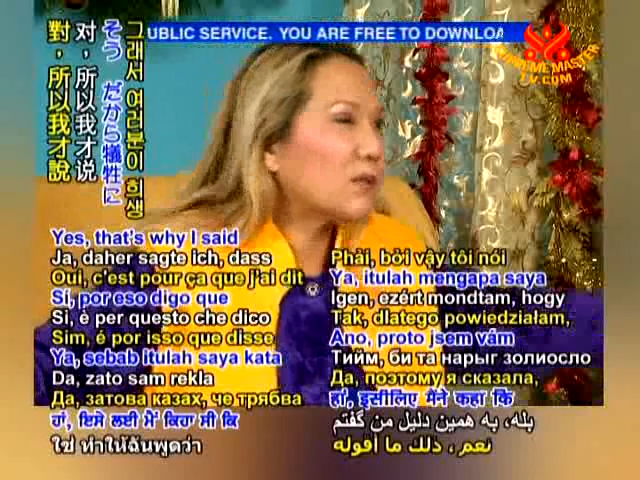 UBLIC SERVICE. YOU ARE FREE TO DOWNLOA
SUPREME MASTER
TV.COM
그래서 여러분이 희생
そう だから犠牲に
对，所以我才说
對，所以我才說
Yes, that's why I said
Ja, daher sagte ich, dass
Oui, c'est pour ça que j'ai dit
Sí, por eso digo que
Si, è per questo che dico
Sim, é por isso que disse
Ya, sebab itulah saya kata
Da, zato sam rekla
Да, затова казах, че трябва
ਹਾਂ, ਇਸੇ ਲਈ ਮੈਂ ਕਿਹਾ ਸੀ ਕਿ
ใช่ ทำให้ฉันพูดว่า
Phải, bởi vậy tôi nói
Ya, itulah mengapa saya
Igen, ezért mondtam, hogy
Tak, dlatego powiedziałam,
Ano, proto jsem vám
Тийм, би та нарыг золиосло
Да, поэтому я сказала,
हां, इसीलिए मैंने कहा कि
بله، به همین دلیل من گفتم
نعم، ذلك ما أقوله